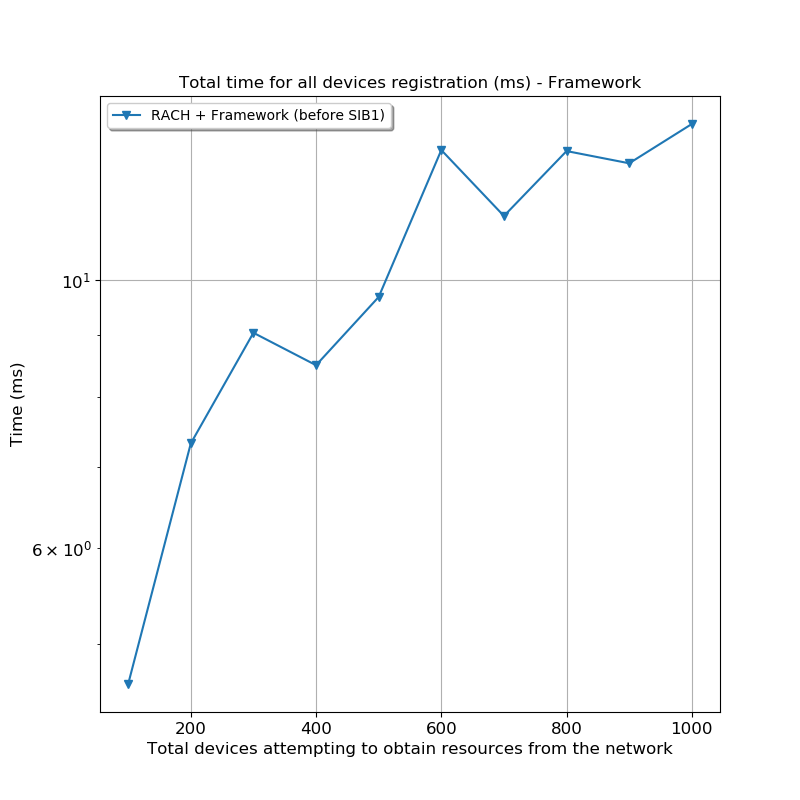 Total time for all devices registration (ms) - Framework
RACH + Framework (before SIB1)
10¹
6 × 10⁰
Time (ms)
200 400 600 800 1000
Total devices attempting to obtain resources from the network